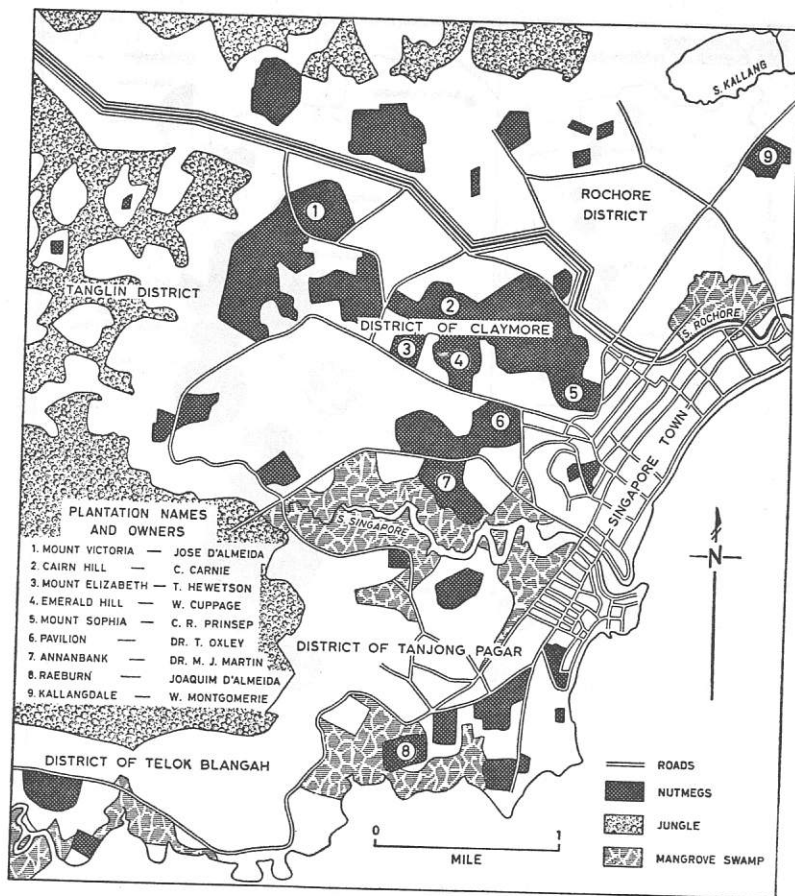 S. KALLANG
9
ROCHORE
DISTRICT
1
TANGLIN DISTRICT
2
DISTRICT OF CLAYMORE
S. ROCHORE
3
4
5
6
SINGAPORE TOWN
7
S. SINGAPORE
PLANTATION NAMES
AND OWNERS
1. MOUNT VICTORIA — JOSE D'ALMEIDA
2. CAIRN HILL — C. CARNIE
3. MOUNT ELIZABETH — T. HEWETSON
4. EMERALD HILL — W. CUPPAGE
5. MOUNT SOPHIA — C. R. PRINSEP
6. PAVILION — DR. T. OXLEY
7. ANNANBANK — DR. M. J. MARTIN
8. RAEBURN — JOAQUIM D'ALMEIDA
9. KALLANGDALE — W. MONTGOMERIE
N
DISTRICT OF TANJONG PAGAR
8
DISTRICT OF TELOK BLANGAH
ROADS
NUTMEGS
JUNGLE
MANGROVE SWAMP
0 1
MILE